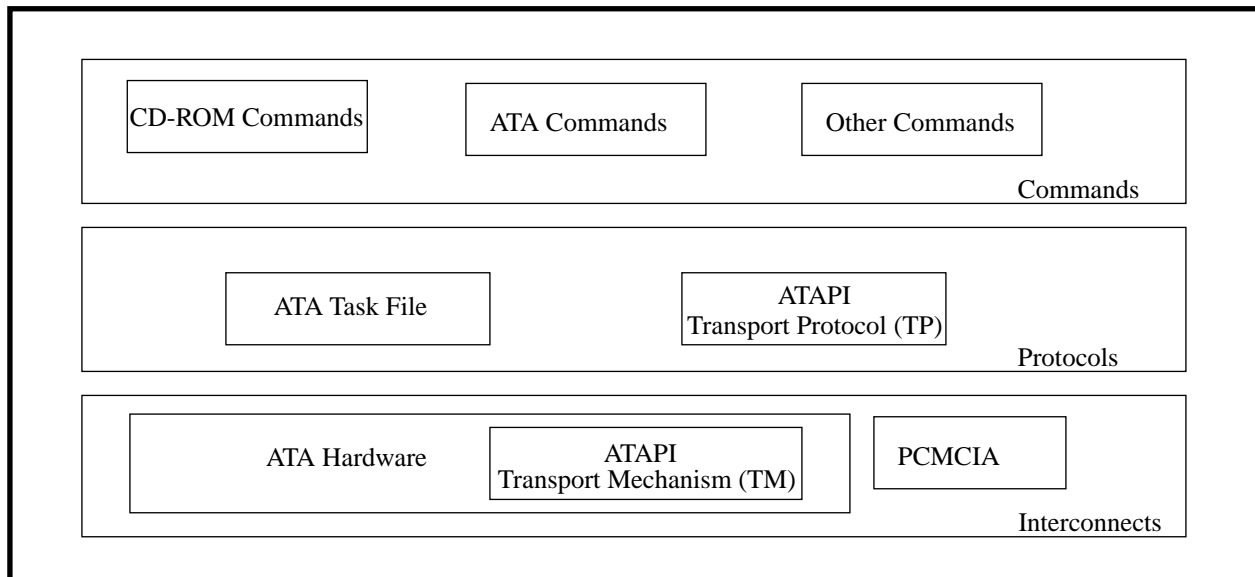 CD-ROM Commands
ATA Commands
Other Commands
Commands
ATA Task File
ATAPI
Transport Protocol (TP)
Protocols
ATA Hardware
ATAPI
Transport Mechanism (TM)
PCMCIA
Interconnects